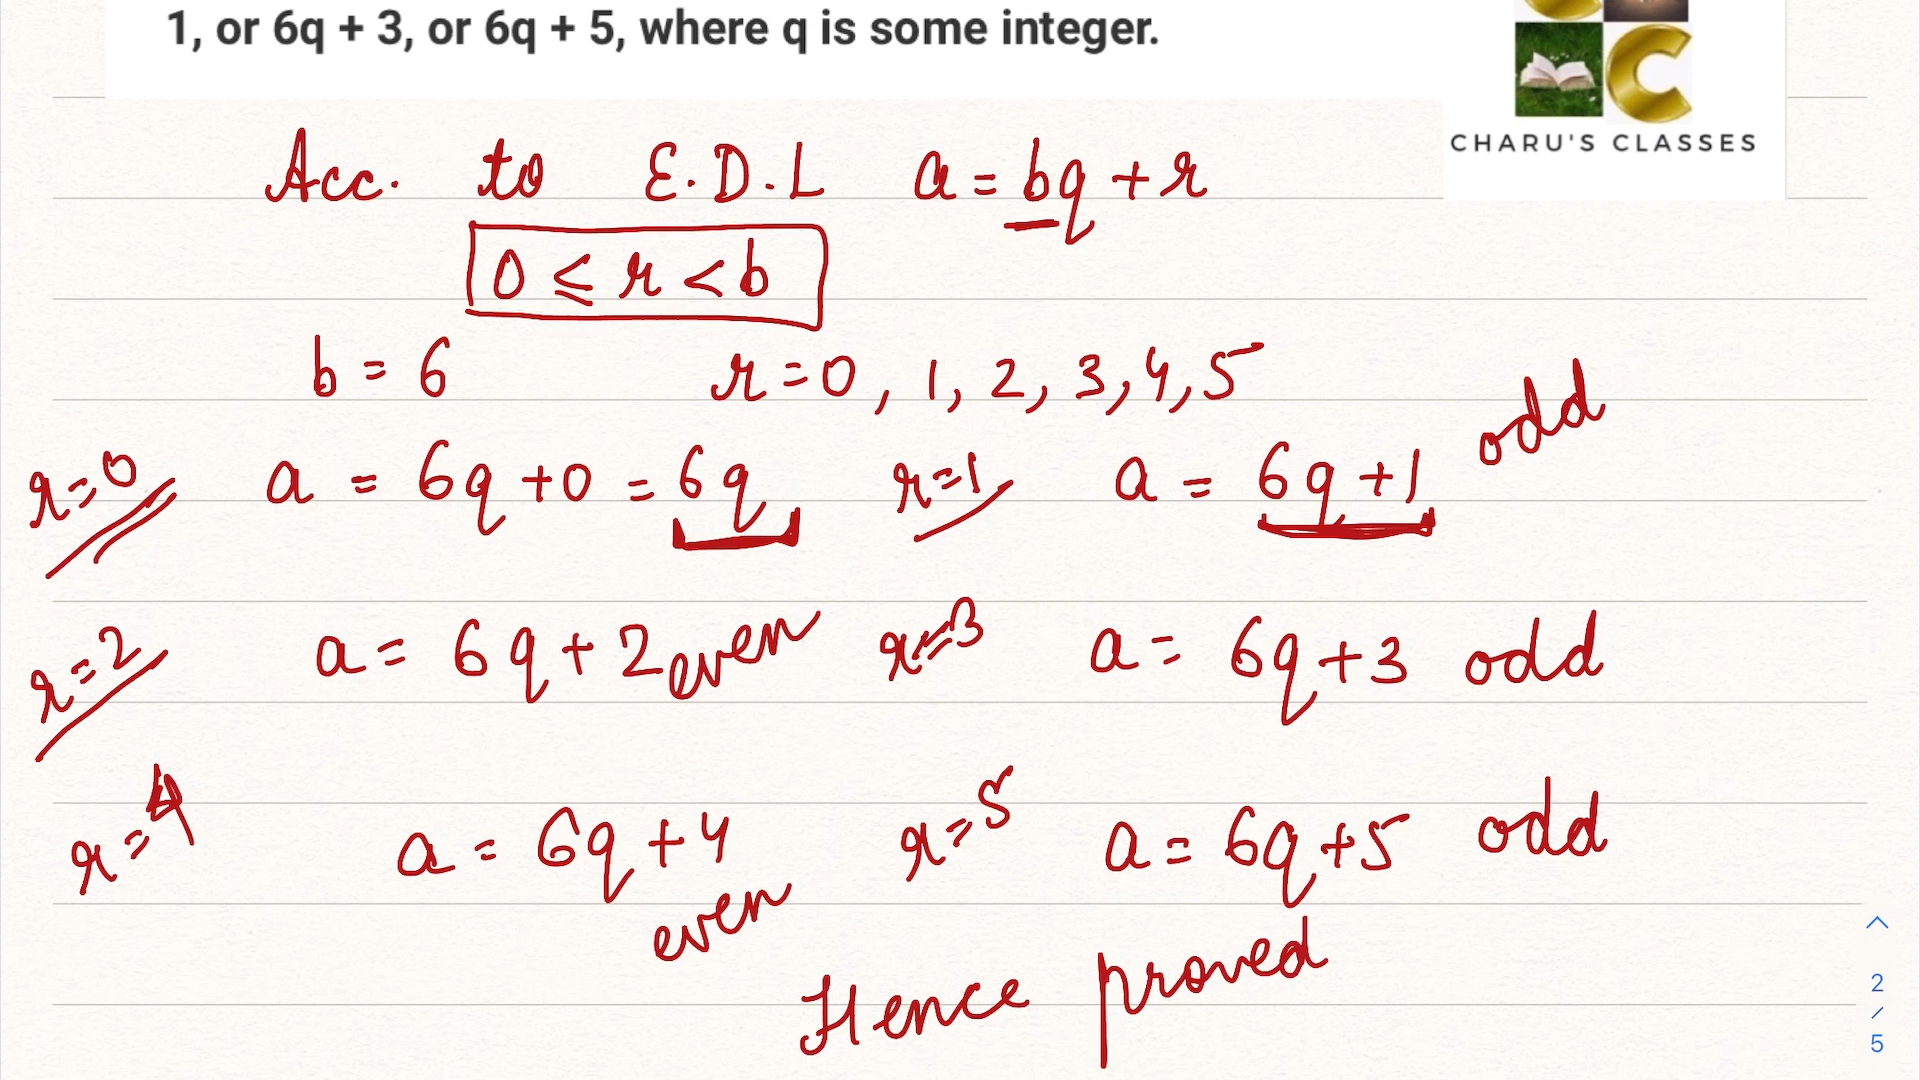 1, or 6q + 3, or 6q + 5, where q is some integer.
CHARU'S CLASSES
Acc. to E.D.L a = bq + r
0 ≤ r < b
b = 6 r = 0, 1, 2, 3, 4, 5
r=0 a = 6q + 0 = 6q r=1 a = 6q + 1 odd
r=2 a = 6q + 2 even r=3 a = 6q + 3 odd
r=4 a = 6q + 4 even r=5 a = 6q + 5 odd
Hence proved
2
/
5